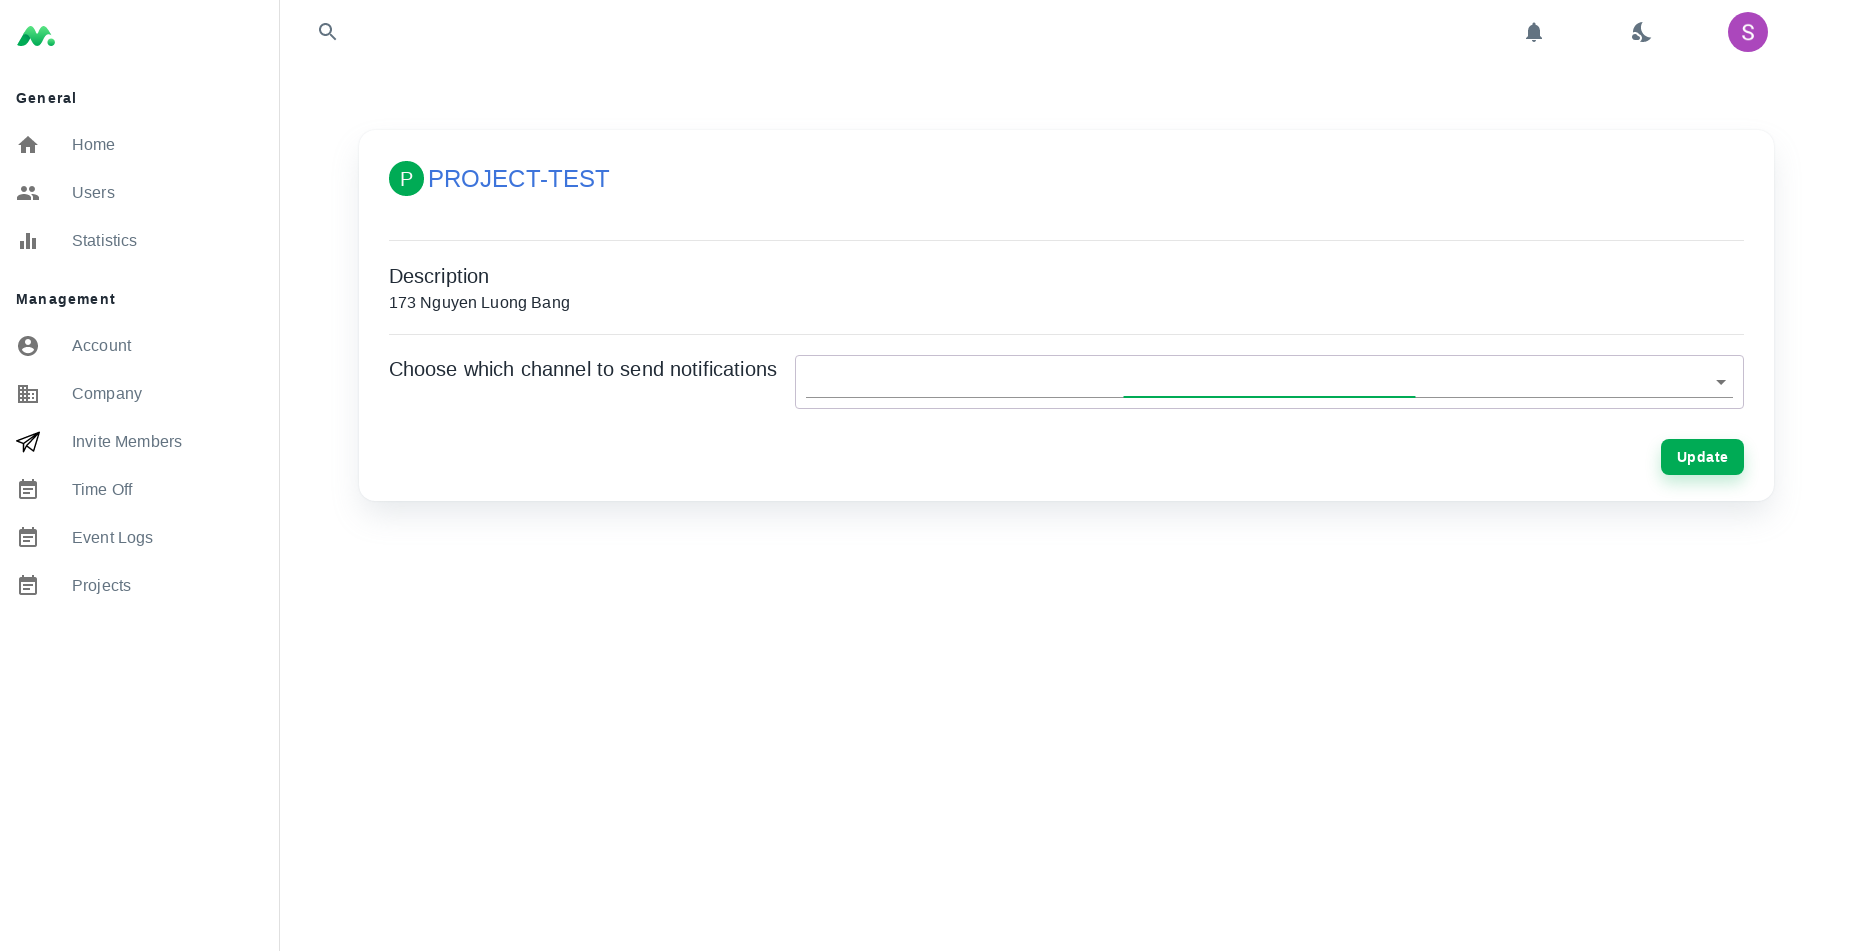 S
General
Home
Users
Statistics
Management
Account
Company
Invite Members
Time Off
Event Logs
Projects
P PROJECT-TEST
Description
173 Nguyen Luong Bang
Choose which channel to send notifications
Update